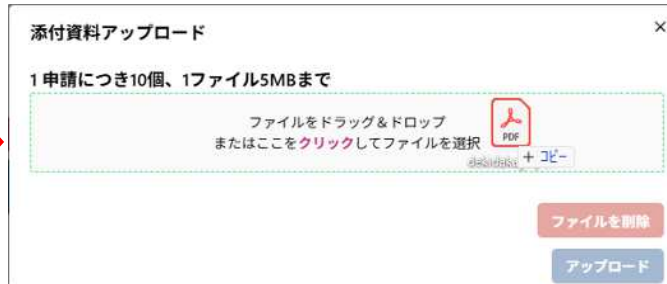 添付資料アップロード
×
1 申請につき10個、1ファイル5MBまで
ファイルをドラッグ＆ドロップ
またはここをクリックしてファイルを選択
PDF
+ コピー
ファイルを削除
アップロード